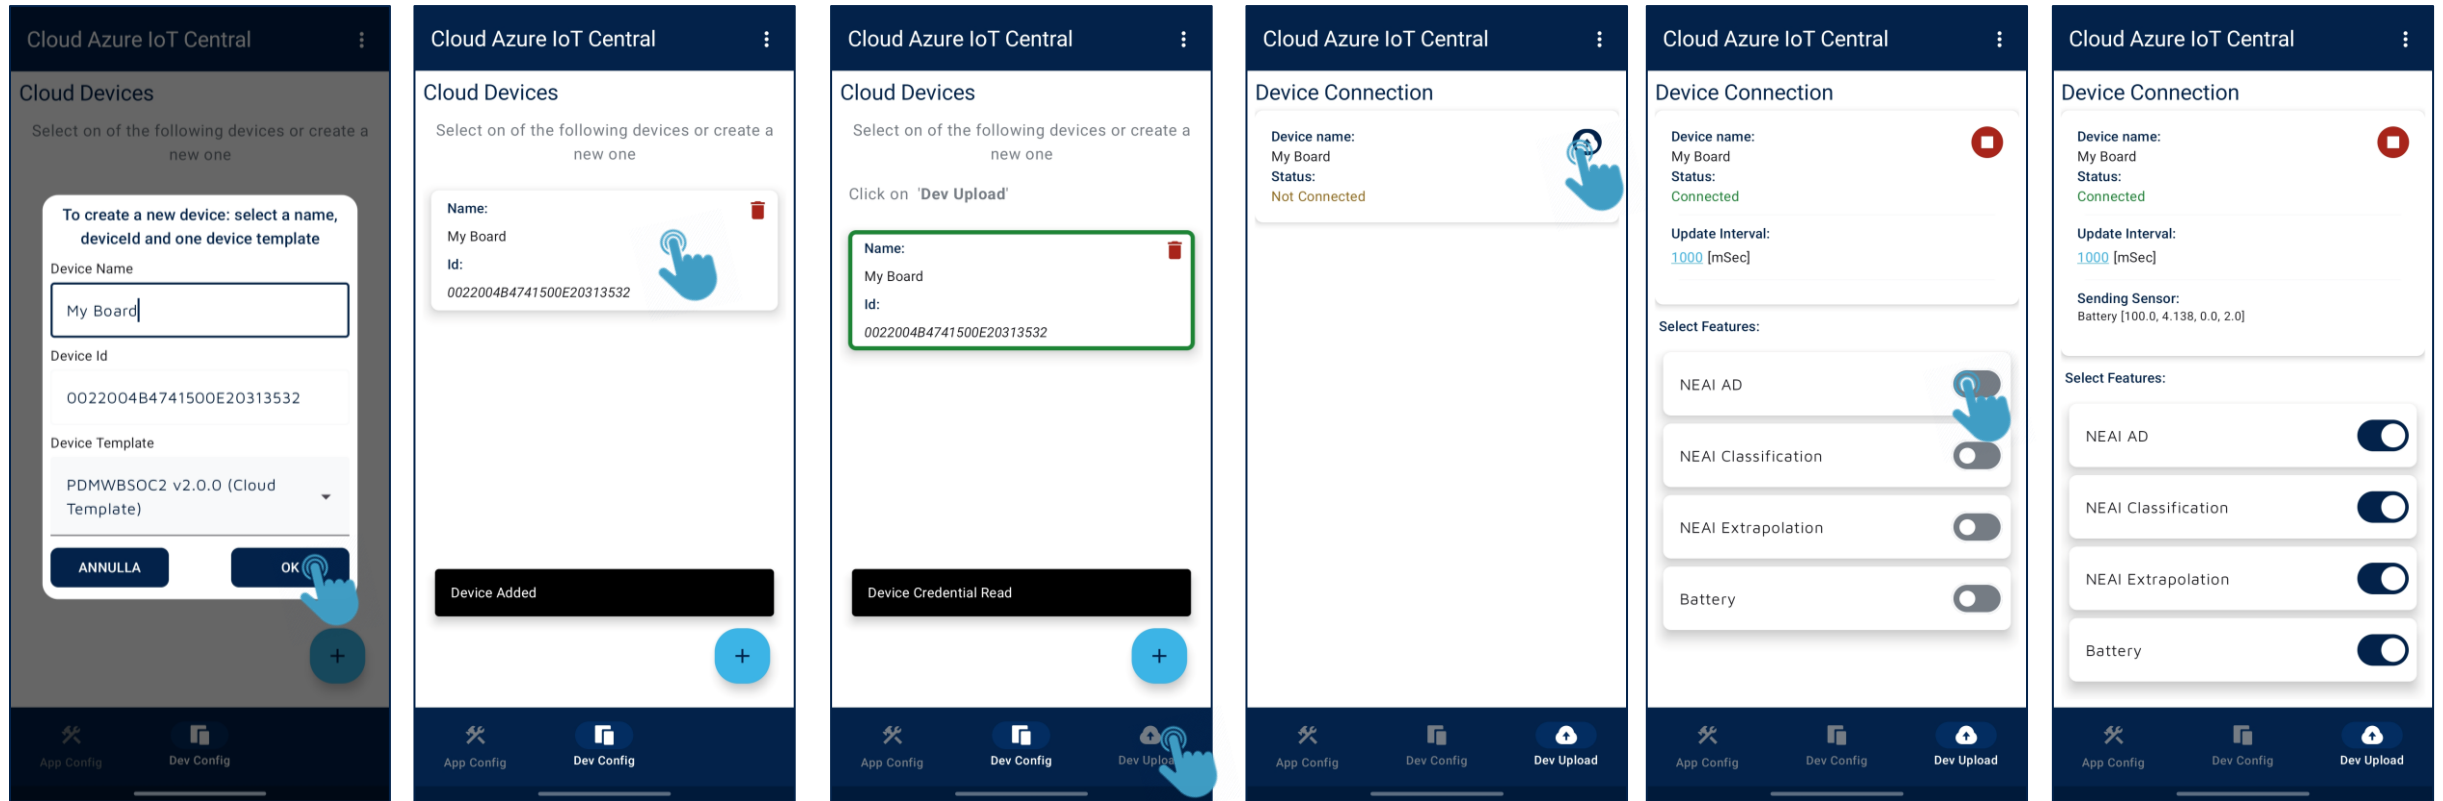 Cloud Azure IoT Central
Cloud Devices
Select on of the following devices or create a
new one
To create a new device: select a name,
deviceId and one device template
Device Name
My Board
Device Id
0022004B4741500E20313532
Device Template
PDMWBSOC2 v2.0.0 (Cloud
Template)
ANNULLA
OK
+
App Config
Dev Config
Cloud Azure IoT Central
Cloud Devices
Select on of the following devices or create a
new one
Name:
My Board
Id:
0022004B4741500E20313532
Device Added
+
App Config
Dev Config
Cloud Azure IoT Central
Cloud Devices
Select on of the following devices or create a
new one
Click on 'Dev Upload'
Name:
My Board
Id:
0022004B4741500E20313532
Device Credential Read
+
App Config
Dev Config
Dev Upload
Cloud Azure IoT Central
Device Connection
Device name:
My Board
Status:
Not Connected
App Config
Dev Config
Dev Upload
Cloud Azure IoT Central
Device Connection
Device name:
My Board
Status:
Connected
Update Interval:
1000 [mSec]
Select Features:
NEAI AD
NEAI Classification
NEAI Extrapolation
Battery
App Config
Dev Config
Dev Upload
Cloud Azure IoT Central
Device Connection
Device name:
My Board
Status:
Connected
Update Interval:
1000 [mSec]
Sending Sensor:
Battery [100.0, 4.138, 0.0, 2.0]
Select Features:
NEAI AD
NEAI Classification
NEAI Extrapolation
Battery
App Config
Dev Config
Dev Upload